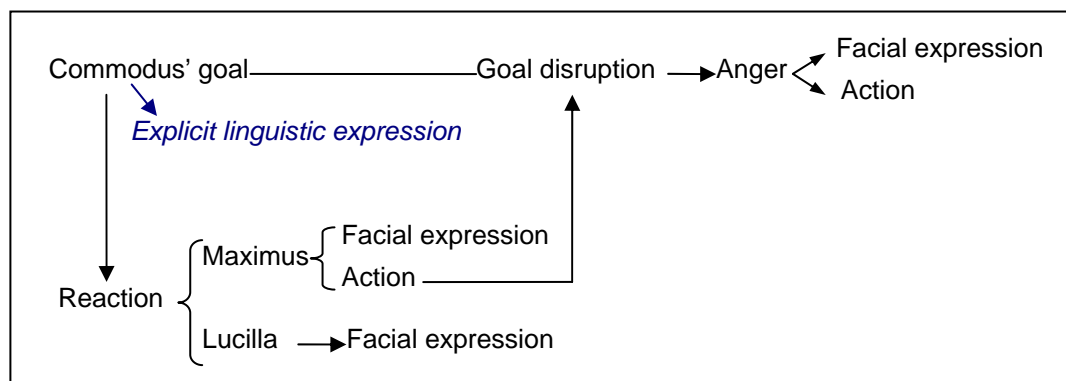 Commodus’ goal
Goal disruption
Anger
Facial expression
Action
Explicit linguistic expression
Reaction
Maximus
Facial expression
Action
Lucilla
Facial expression